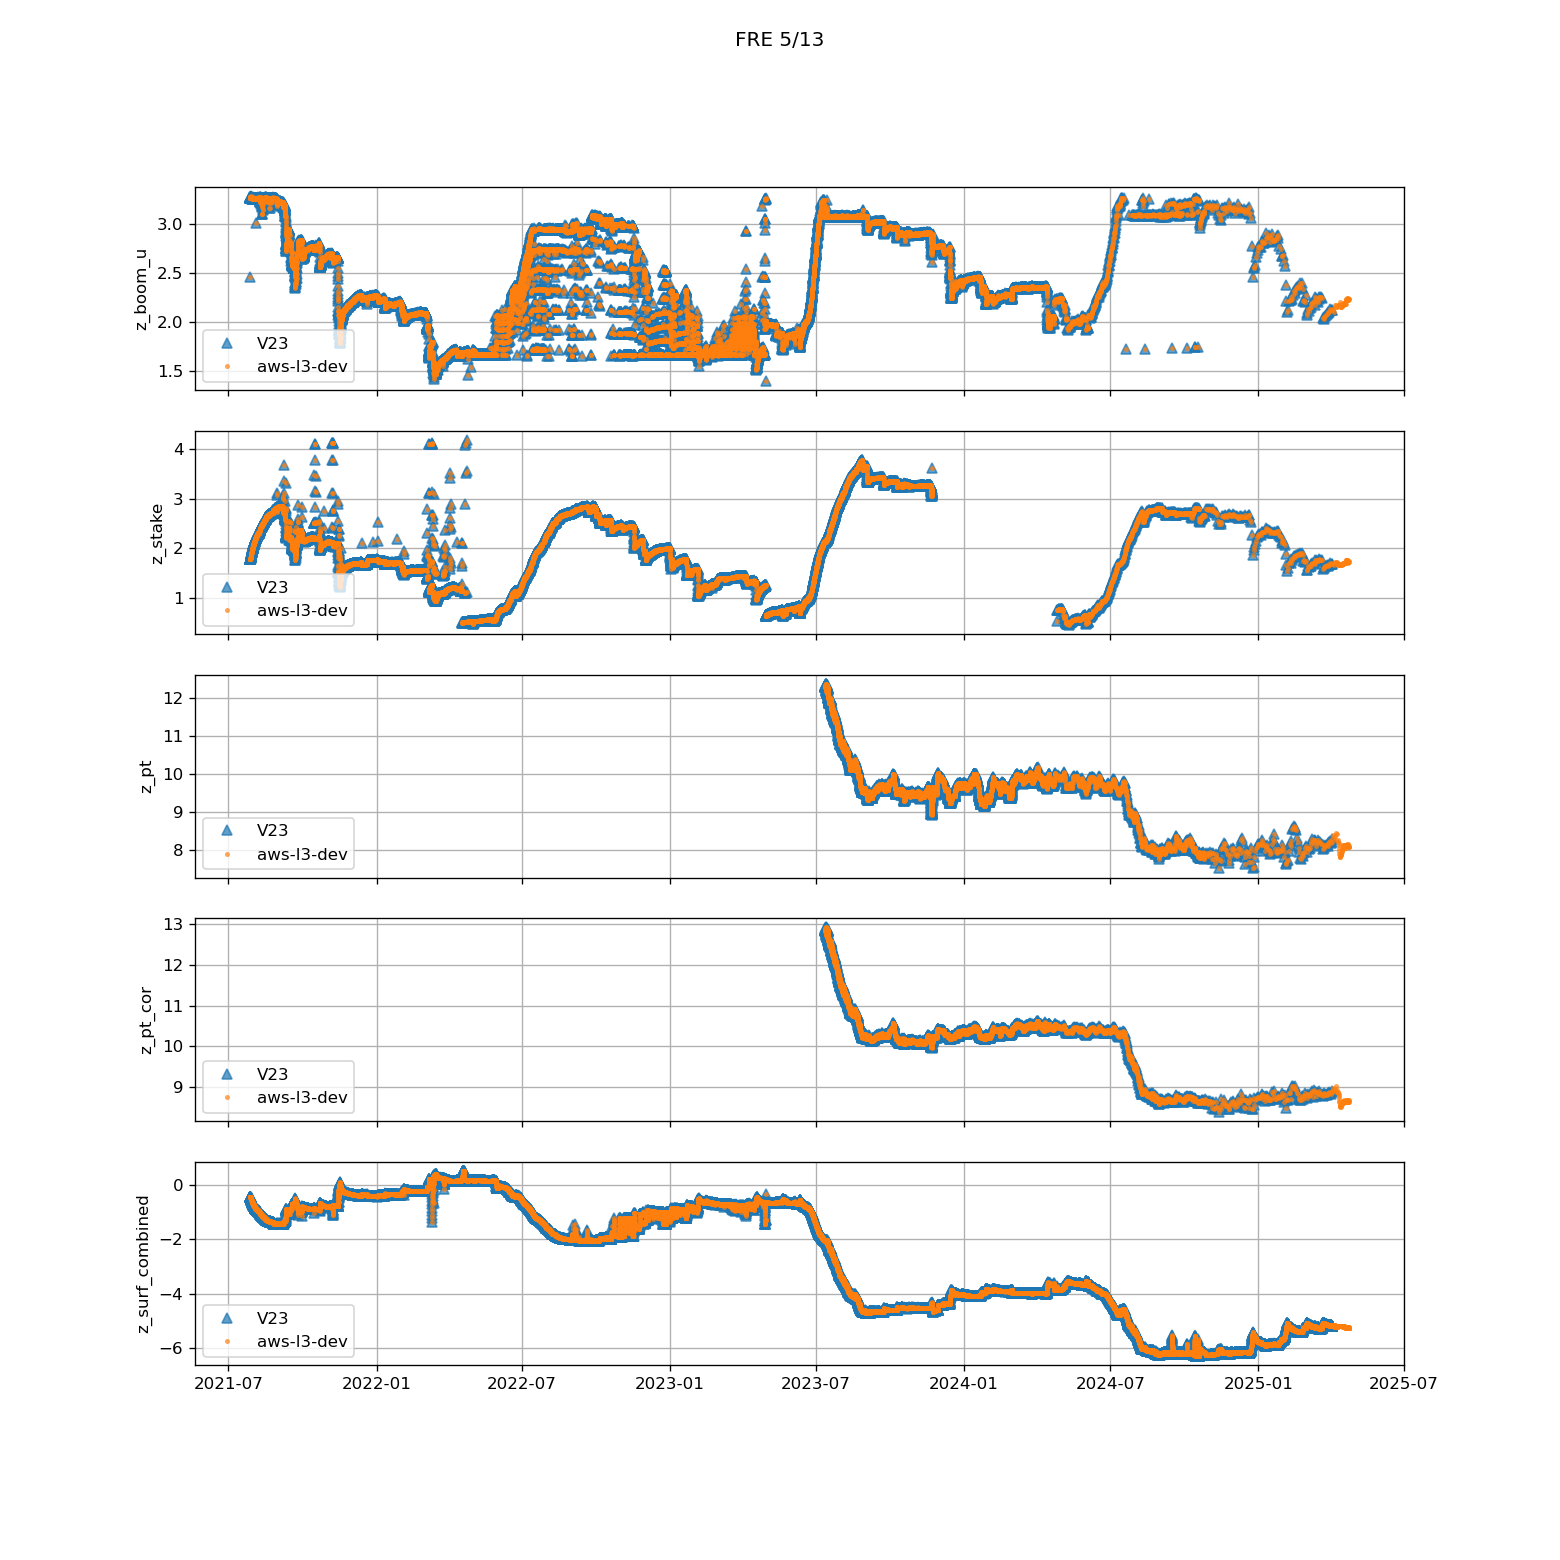 FRE 5/13
3.0
2.5
2.0
1.5
z_boom_u
V23
aws-l3-dev
4
3
2
1
z_stake
V23
aws-l3-dev
12
11
10
9
8
z_pt
V23
aws-l3-dev
13
12
11
10
9
z_pt_cor
V23
aws-l3-dev
0
−2
−4
−6
z_surf_combined
V23
aws-l3-dev
2021-07 2022-01 2022-07 2023-01 2023-07 2024-01 2024-07 2025-01 2025-07